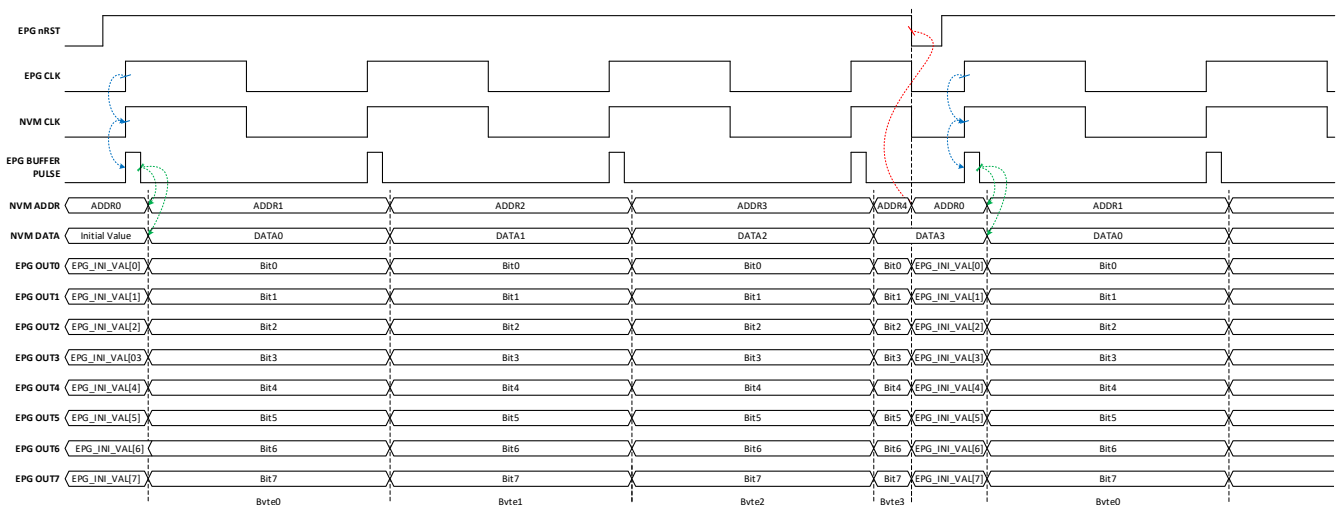 EPG nRST
EPG CLK
NVM CLK
EPG BUFFER
PULSE
NVM ADDR ADDR0 ADDR1 ADDR2 ADDR3 ADDR4 ADDR0 ADDR1
NVM DATA Initial Value DATA0 DATA1 DATA2 DATA3 DATA0
EPG OUT0 EPG_INI_VAL[0] Bit0 Bit0 Bit0 Bit0 EPG_INI_VAL[0] Bit0
EPG OUT1 EPG_INI_VAL[1] Bit1 Bit1 Bit1 Bit1 EPG_INI_VAL[1] Bit1
EPG OUT2 EPG_INI_VAL[2] Bit2 Bit2 Bit2 Bit2 EPG_INI_VAL[2] Bit2
EPG OUT3 EPG_INI_VAL[03 Bit3 Bit3 Bit3 Bit3 EPG_INI_VAL[3] Bit3
EPG OUT4 EPG_INI_VAL[4] Bit4 Bit4 Bit4 Bit4 EPG_INI_VAL[4] Bit4
EPG OUT5 EPG_INI_VAL[5] Bit5 Bit5 Bit5 Bit5 EPG_INI_VAL[5] Bit5
EPG OUT6 EPG_INI_VAL[6] Bit6 Bit6 Bit6 Bit6 EPG_INI_VAL[6] Bit6
EPG OUT7 EPG_INI_VAL[7] Bit7 Bit7 Bit7 Bit7 EPG_INI_VAL[7] Bit7
Byte0 Byte1 Byte2 Byte3 Byte0